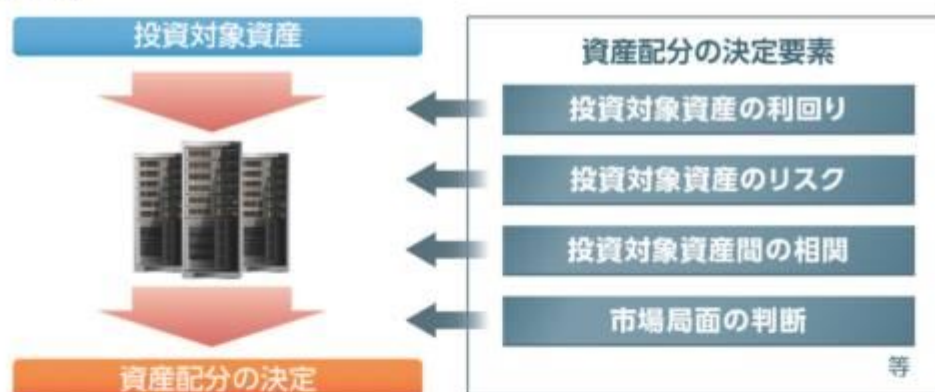 投資対象資産
資産配分の決定要素
投資対象資産の利回り
投資対象資産のリスク
投資対象資産間の相関
市場局面の判断
等
資産配分の決定